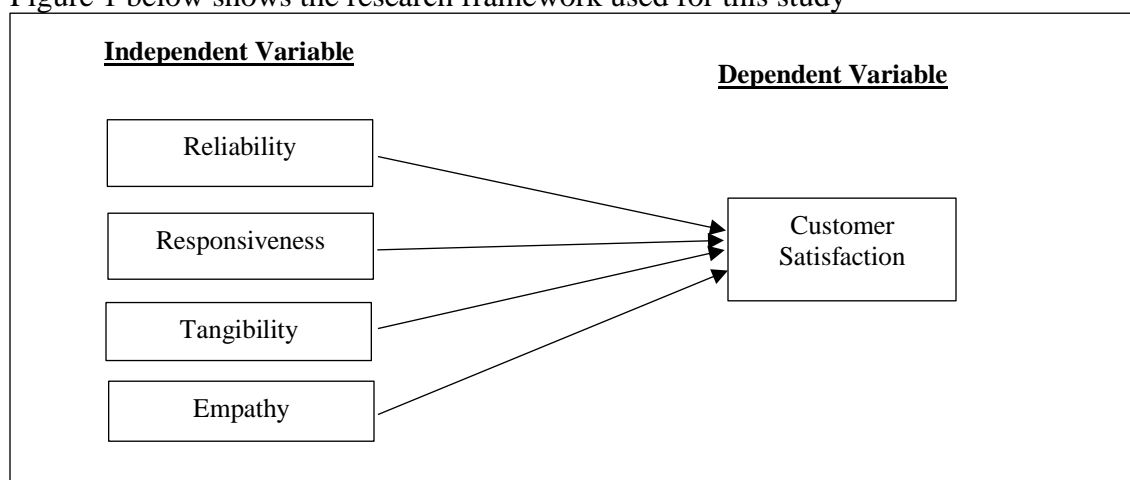 Figure 1 below shows the research framework used for this study
Independent Variable
Dependent Variable
Reliability
Responsiveness
Tangibility
Empathy
Customer
Satisfaction